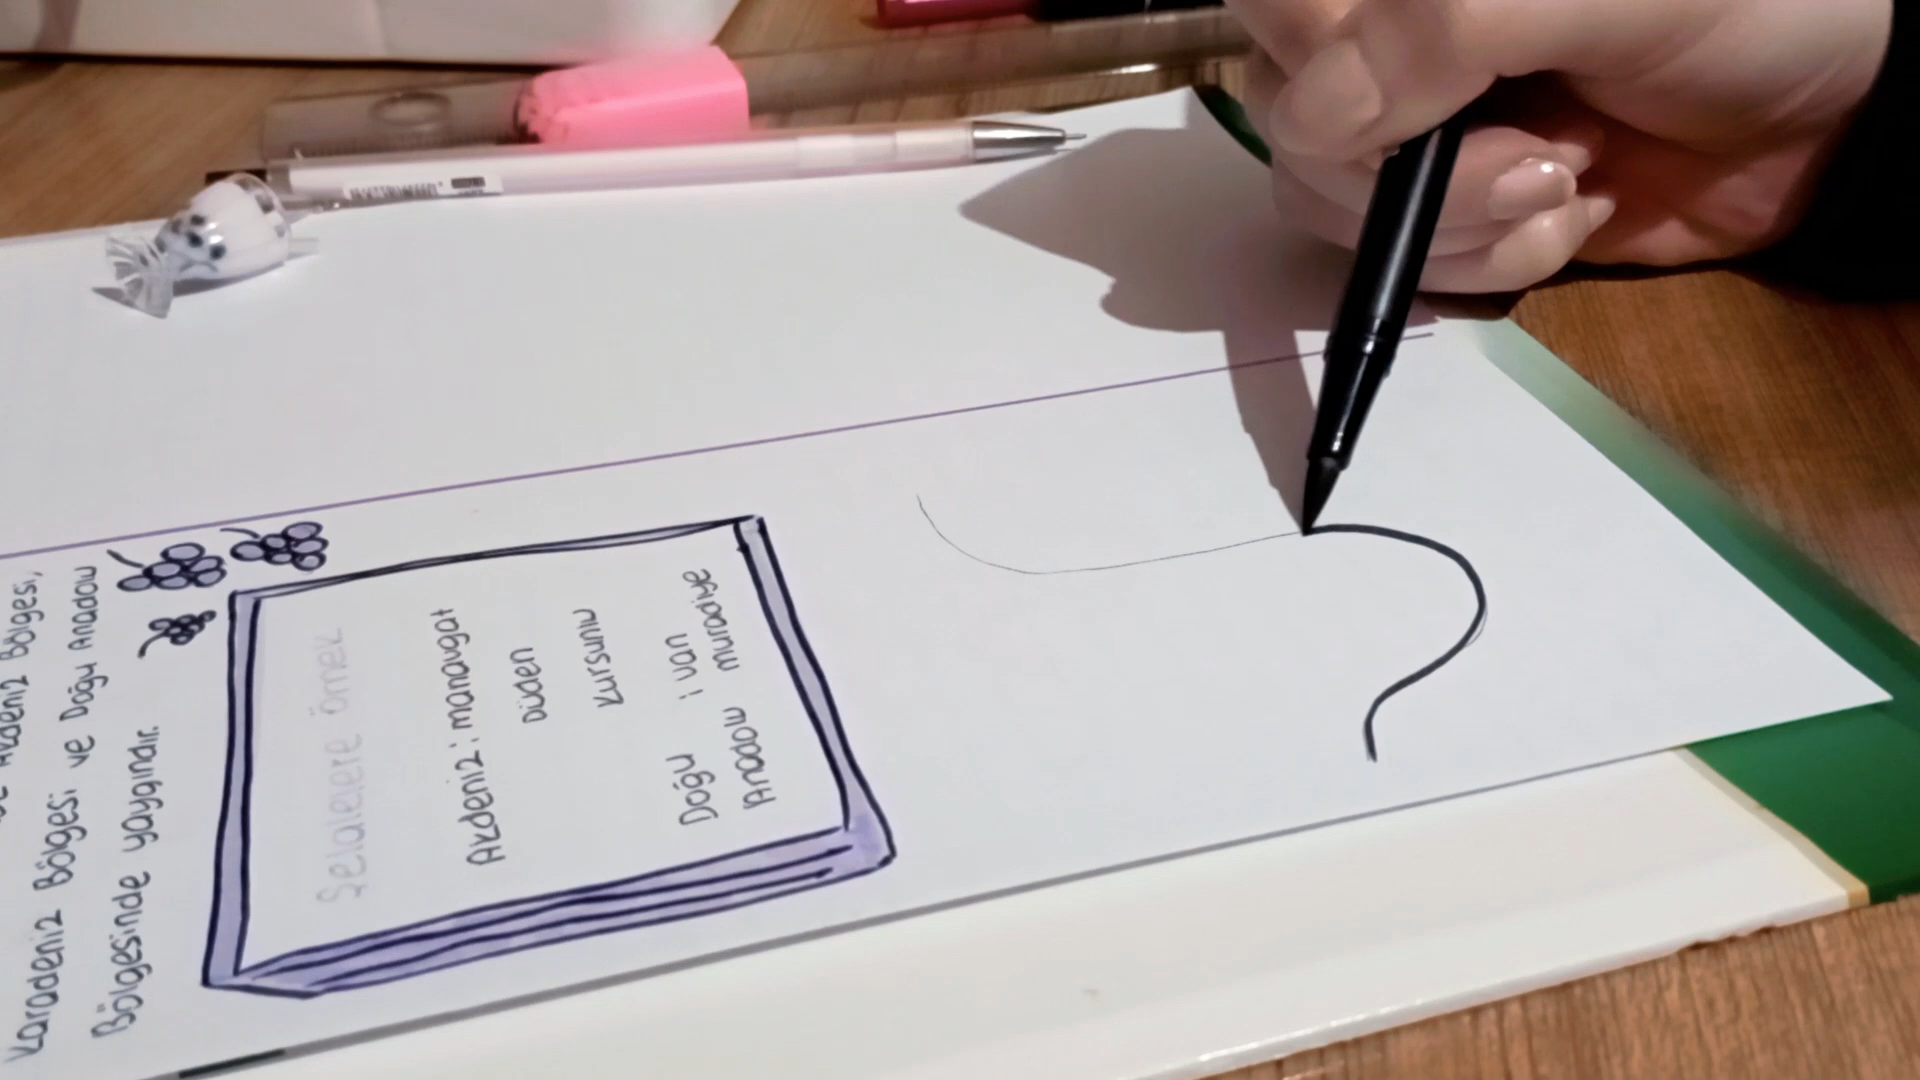 Akdeniz Bölgesi,
Karadeniz Bölgesi ve Doğu Anadolu
Bölgesinde yaygındır.
Şelalelere örnek
Akdeniz: manavgat
Düden
Kurşunlu
Doğu : van
Anadolu muradiye